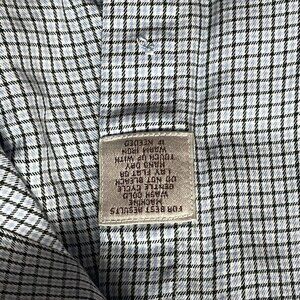 FOR BEST RESULTS
MACHINE
WASH COLD
GENTLE CYCLE
DO NOT BLEACH
LAY FLAT OR
HANG DRY
TOUCH UP WITH
WARM IRON
IF NEEDED